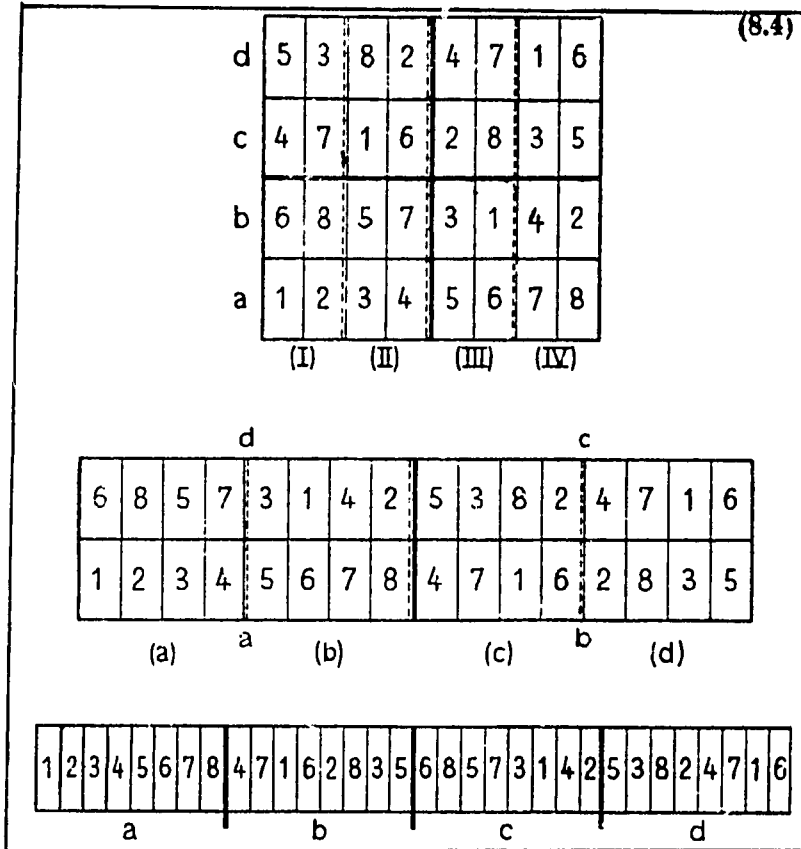 (8.4)
d 5 3 8 2 4 7 1 6
c 4 7 1 6 2 8 3 5
b 6 8 5 7 3 1 4 2
a 1 2 3 4 5 6 7 8
(I) (II) (III) (IV)
d c
6 8 5 7 3 1 4 2 5 3 8 2 4 7 1 6
1 2 3 4 5 6 7 8 4 7 1 6 2 8 3 5
(a) a (b) (c) b (d)
1 2 3 4 5 6 7 8 4 7 1 6 2 8 3 5 6 8 5 7 3 1 4 2 5 3 8 2 4 7 1 6
a b c d